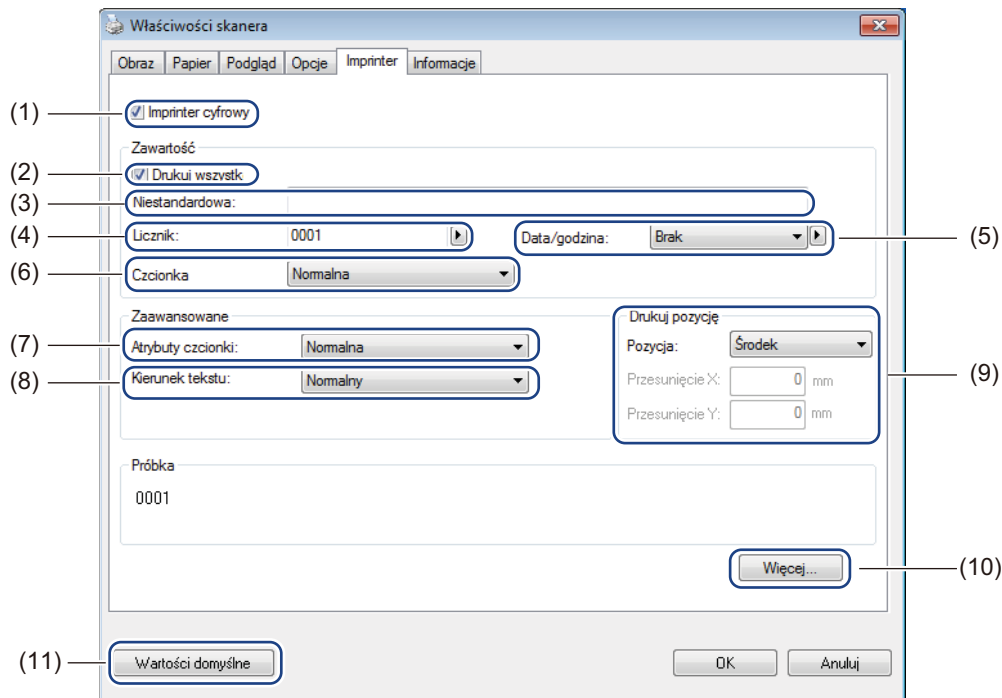 Właściwości skanera
Obraz Papier Podgląd Opcje Imprinter Informacje
(1) Imprinter cyfrowy
Zawartość
(2) Drukuj wszystk
(3) Niestandardowa:
(4) Licznik: 0001 Data/godzina: Brak (5)
(6) Czcionka Normalna
Zaawansowane Drukuj pozycję
(7) Atrybuty czcionki: Normalna Pozycja: Środek
(8) Kierunek tekstu: Normalny Przesunięcie X: 0 mm (9)
Przesunięcie Y: 0 mm
Próbka
0001
Więcej... (10)
(11) Wartości domyślne OK Anuluj